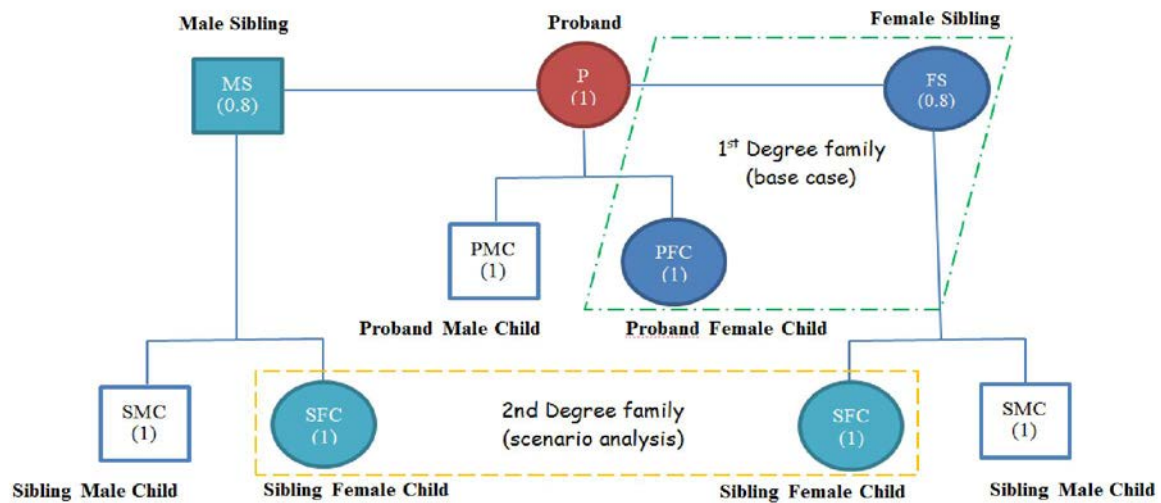 Male Sibling
Proband
Female Sibling
MS
(0.8)
P
(1)
FS
(0.8)
1st Degree family
(base case)
PMC
(1)
PFC
(1)
Proband Male Child
Proband Female Child
SMC
(1)
SFC
(1)
2nd Degree family
(scenario analysis)
SFC
(1)
SMC
(1)
Sibling Male Child
Sibling Female Child
Sibling Female Child
Sibling Male Child